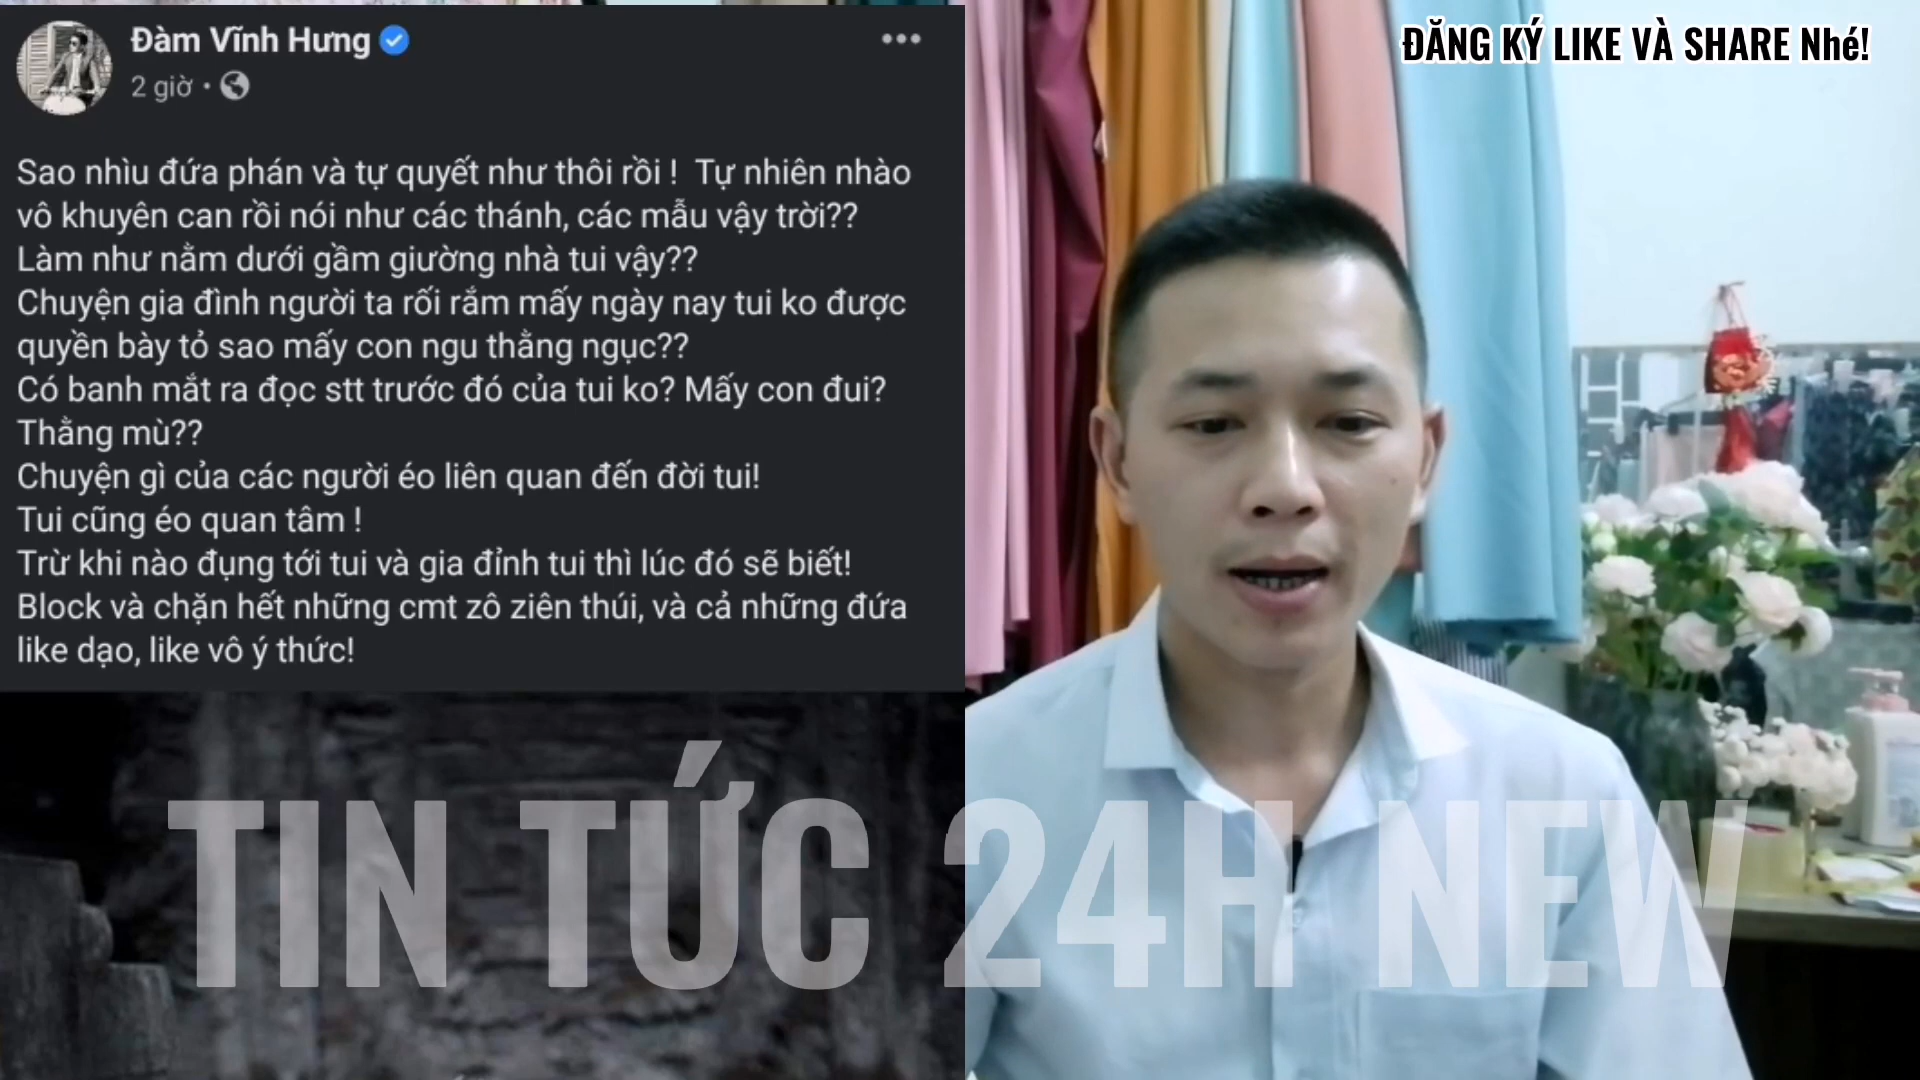 Đàm Vĩnh Hưng
2 giờ
Sao nhìu đứa phán và tự quyết như thôi rồi ! Tự nhiên nhào
vô khuyên can rồi nói như các thánh, các mẫu vậy trời??
Làm như nằm dưới gầm giường nhà tui vậy??
Chuyện gia đình người ta rối rắm mấy ngày nay tui ko được
quyền bày tỏ sao mấy con ngu thằng ngục??
Có banh mắt ra đọc stt trước đó của tui ko? Mấy con đui?
Thằng mù??
Chuyện gì của các người éo liên quan đến đời tui!
Tui cũng éo quan tâm !
Trừ khi nào đụng tới tui và gia đỉnh tui thì lúc đó sẽ biết!
Block và chặn hết những cmt zô ziên thúi, và cả những đứa
like dạo, like vô ý thức!
ĐĂNG KÝ LIKE VÀ SHARE Nhé!
TIN TỨC 24H NEW